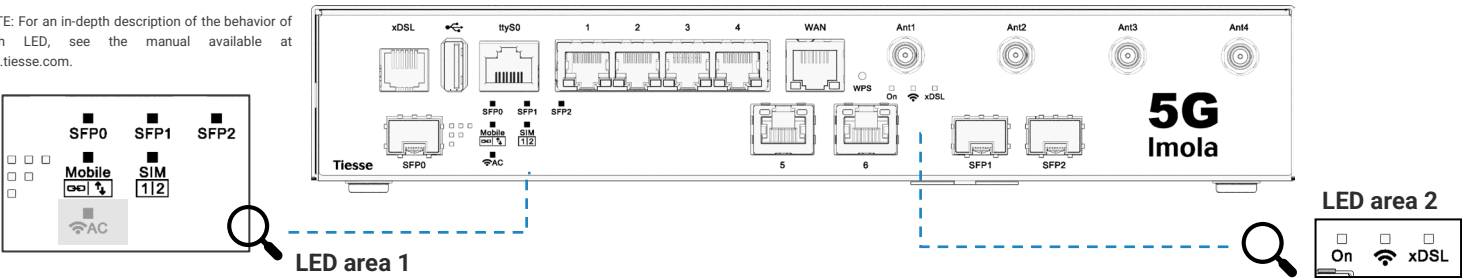 TE: For an in-depth description of the behavior of
h LED, see the manual available at
.tiesse.com.
xDSL ttyS0 1 2 3 4 WAN Ant1 Ant2 Ant3 Ant4
WPS On xDSL
SFP0 SFP1 SFP2
Mobile SIM
1|2
AC
Tiesse SFP0 5 6 SFP1 SFP2
5G
Imola
SFP0 SFP1 SFP2
Mobile SIM
1|2
AC
LED area 1
LED area 2
On xDSL